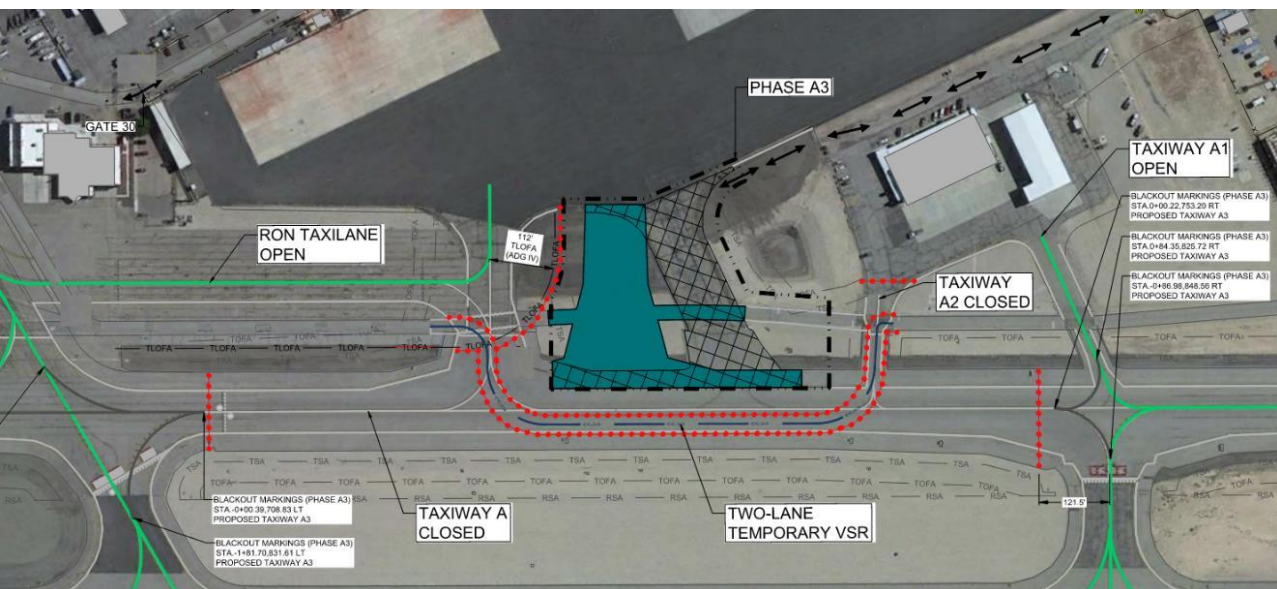 PHASE A3
GATE 30
TAXIWAY A1
OPEN
BLACKOUT MARKINGS (PHASE A3)
STA.0+00.22,753.20 RT
PROPOSED TAXIWAY A3
RON TAXILANE
OPEN
112'
TLOFA
(ADG IV)
TLOFA
BLACKOUT MARKINGS (PHASE A3)
STA.0+84.35,825.72 RT
PROPOSED TAXIWAY A3
BLACKOUT MARKINGS (PHASE A3)
STA.-0+86.98,848.56 RT
PROPOSED TAXIWAY A3
TAXIWAY
A2 CLOSED
TLOFA
TOFA TOFA TOFA
TLOFA TLOFA TLOFA TLOFA TLOFA
TSA TSA TSA TSA TSA TSA TSA TSA TSA TSA
TOFA TOFA TOFA TOFA TOFA TOFA TOFA TOFA TOFA
RSA RSA RSA RSA RSA RSA RSA RSA RSA
121.5'
BLACKOUT MARKINGS (PHASE A3)
STA.-0+00.39,708.83 LT
PROPOSED TAXIWAY A3
TAXIWAY A
CLOSED
TWO-LANE
TEMPORARY VSR
BLACKOUT MARKINGS (PHASE A3)
STA.-1+81.70,831.61 LT
PROPOSED TAXIWAY A3